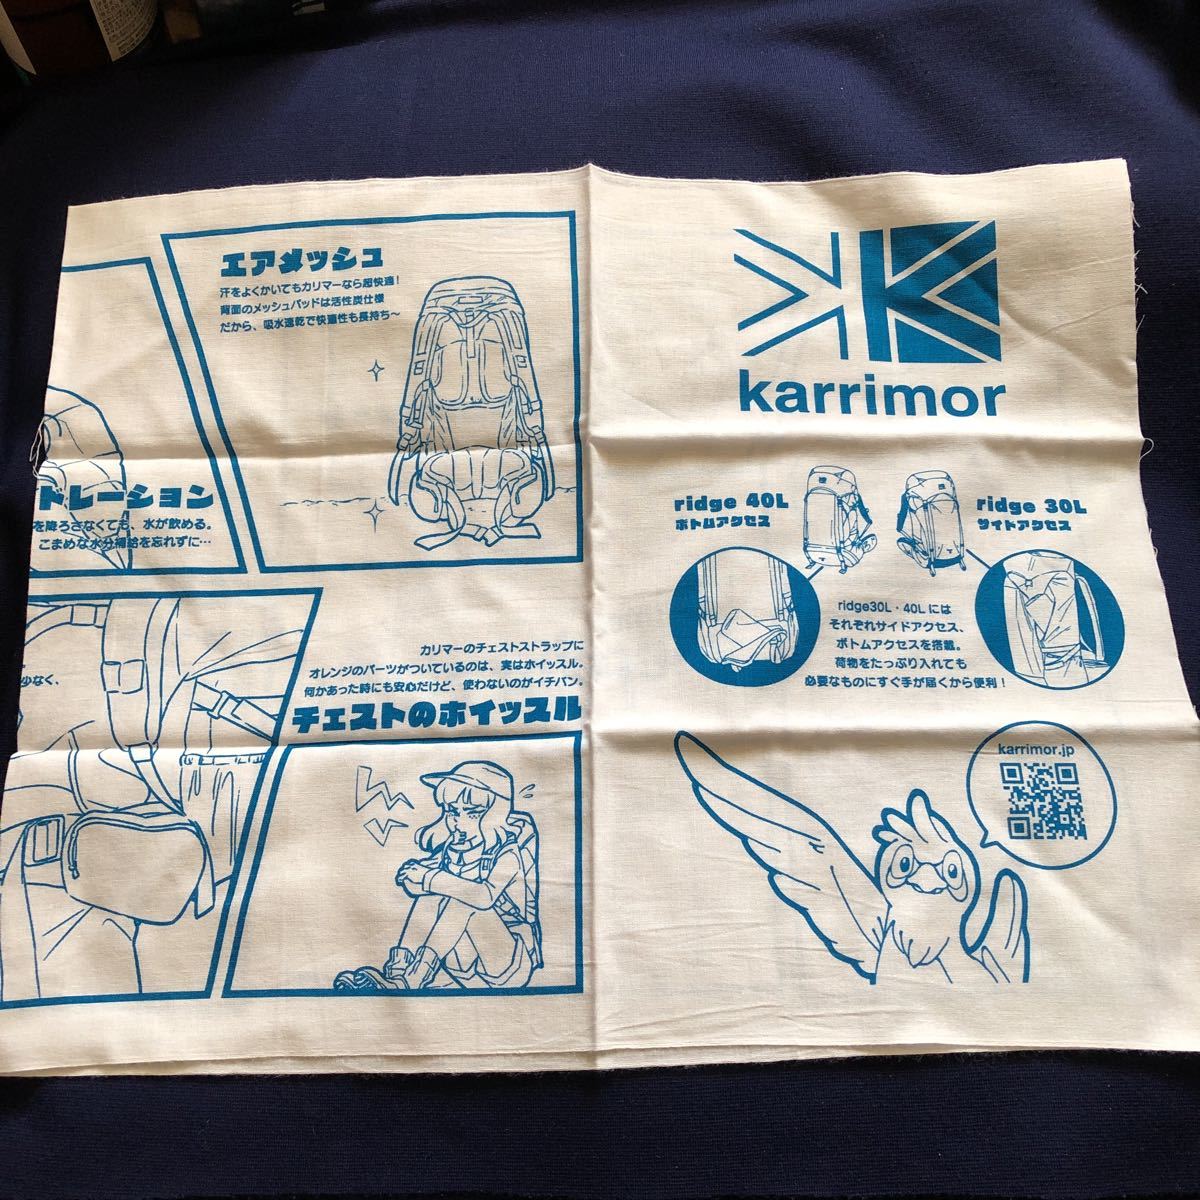 エアメッシュ
汗をよくかいてもカリマーなら超快適!
背面のメッシュパッドは活性炭仕様
だから、吸水速乾で快適性も長持ち〜
ドレーション
を降ろさなくても、水が飲める。
こまめな水分補給を忘れずに…
少なく、
カリマーのチェストストラップに
オレンジのパーツがついているのは、実はホイッスル。
何かあった時にも安心だけど、使わないのがイチバン。
チェストのホイッスル
karrimor
ridge 40L
ボトムアクセス
ridge 30L
サイドアクセス
ridge30L・40Lには
それぞれサイドアクセス、
ボトムアクセスを搭載。
荷物をたっぷり入れても
必要なものにすぐ手が届くから便利!
karrimor.jp